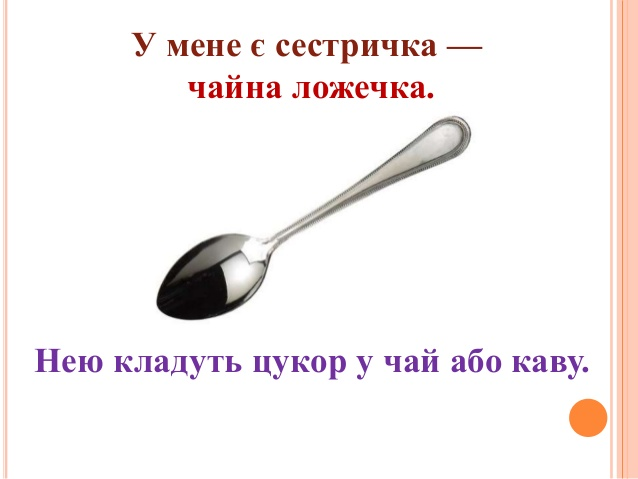 У мене є сестричка —
чайна ложечка.
Нею кладуть цукор у чай або каву.